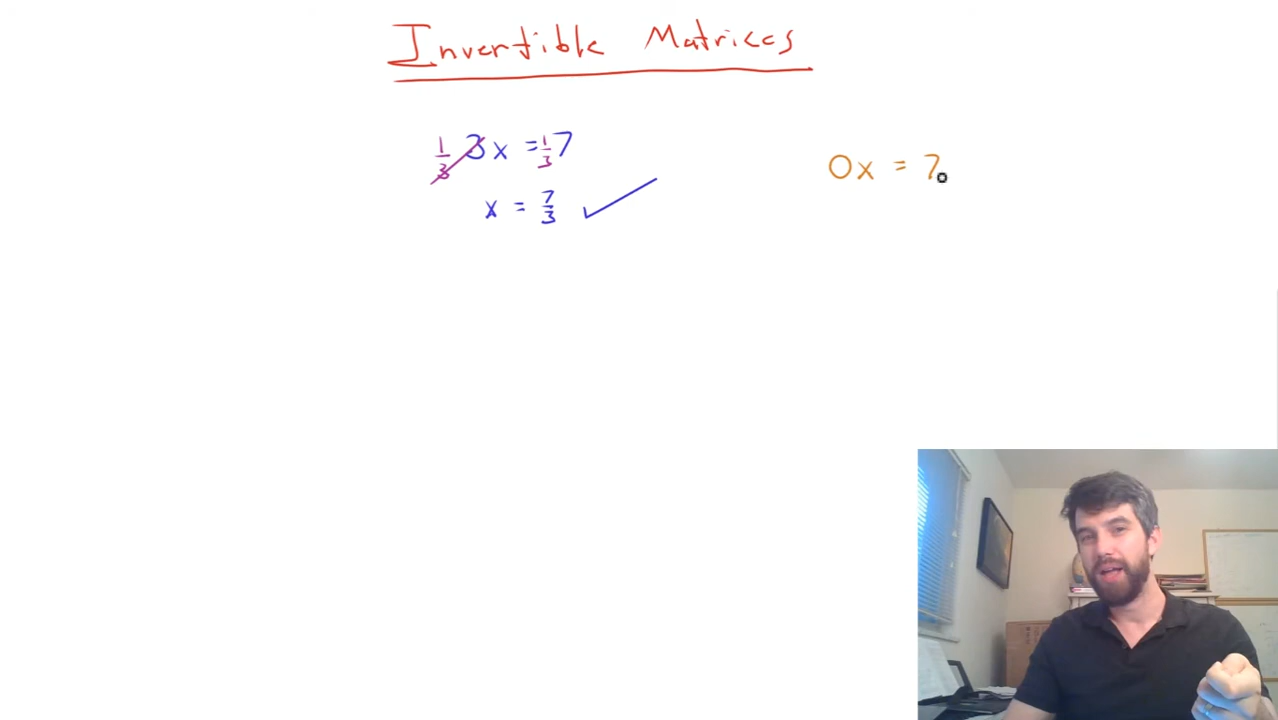 Invertible Matrices
1/3 3x = 1/3 7
x = 7/3 ✓
0x = 7